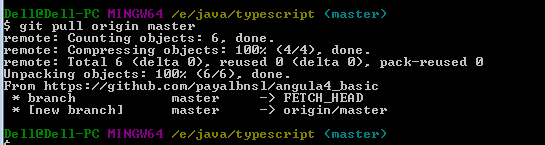 Dell@Dell-PC MINGW64 /e/java/typescript (master)
$ git pull origin master
remote: Counting objects: 6, done.
remote: Compressing objects: 100% (4/4), done.
remote: Total 6 (delta 0), reused 0 (delta 0), pack-reused 0
Unpacking objects: 100% (6/6), done.
From https://github.com/payalbnsl/angula4_basic
 * branch            master     -> FETCH_HEAD
 * [new branch]      master     -> origin/master
Dell@Dell-PC MINGW64 /e/java/typescript (master)